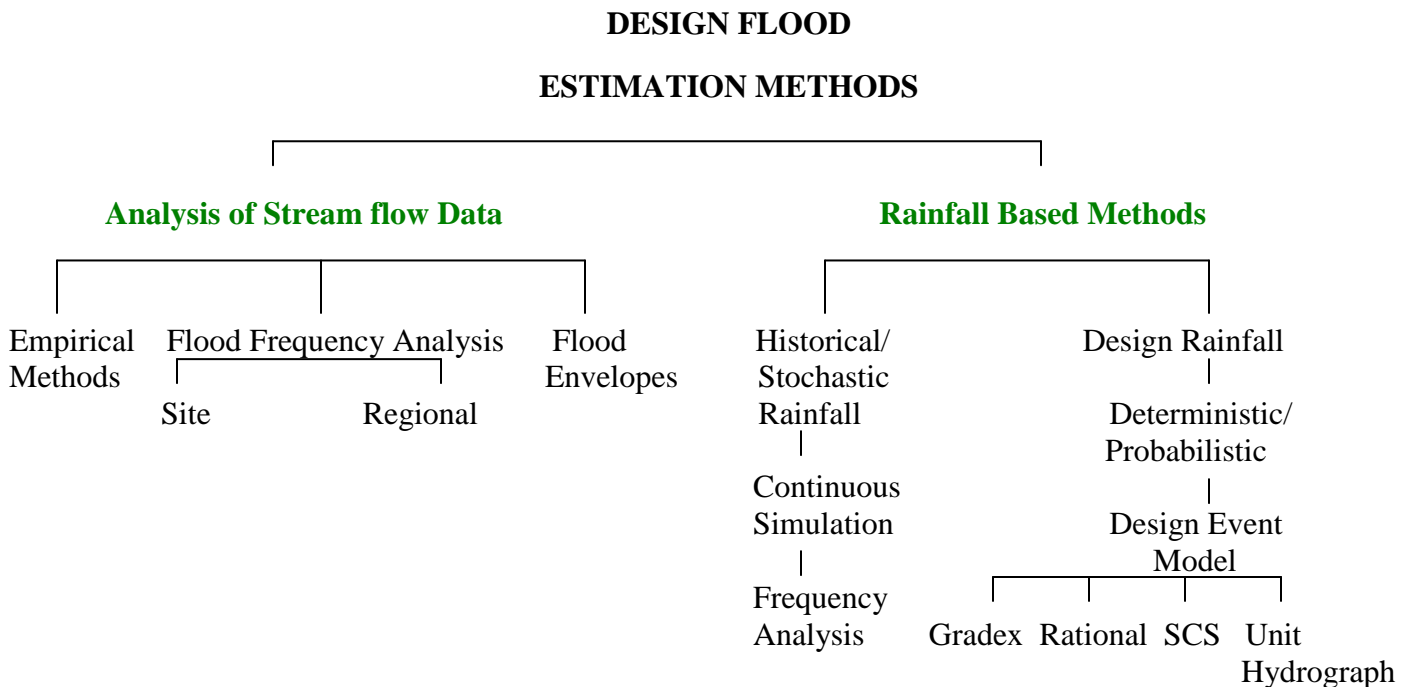 DESIGN FLOOD
ESTIMATION METHODS
Analysis of Stream flow Data
Rainfall Based Methods
Empirical
Methods
Flood Frequency Analysis
Site
Regional
Flood
Envelopes
Historical/
Stochastic
Rainfall
Continuous
Simulation
Frequency
Analysis
Design Rainfall
Deterministic/
Probabilistic
Design Event
Model
Gradex
Rational
SCS
Unit
Hydrograph